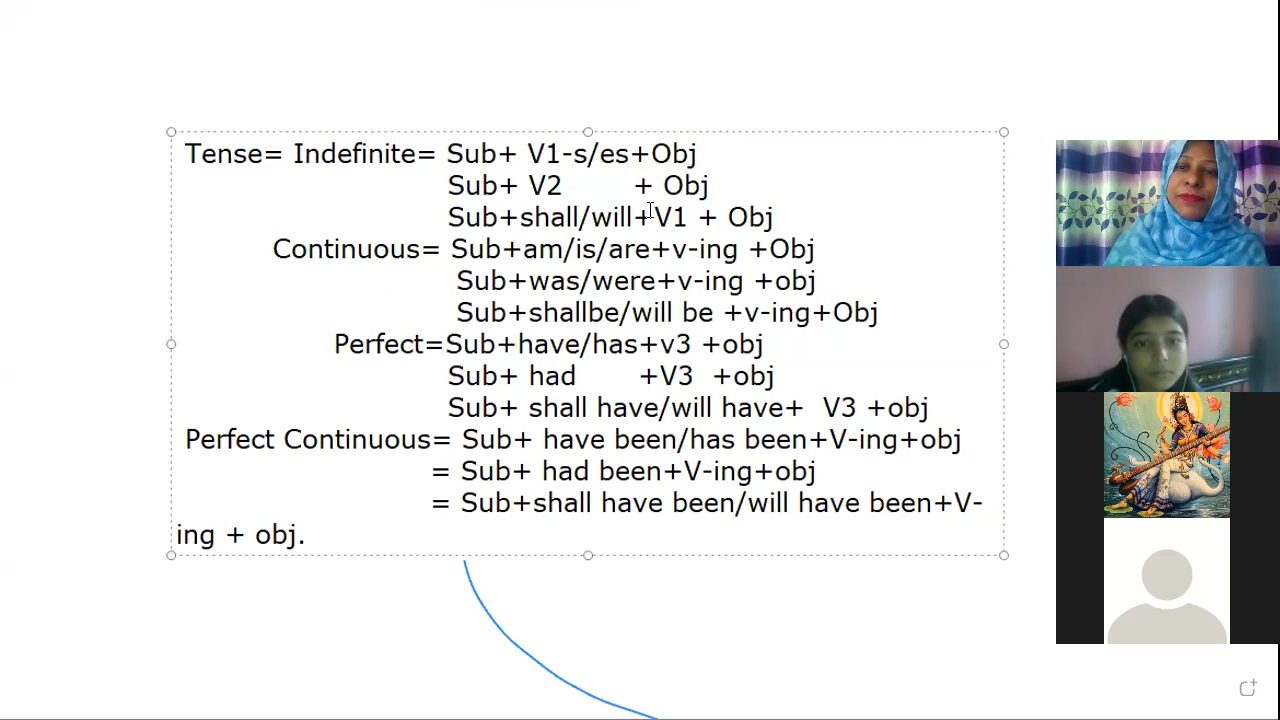 Tense= Indefinite= Sub+ V1-s/es+Obj
Sub+ V2 + Obj
Sub+shall/will+V1 + Obj
Continuous= Sub+am/is/are+v-ing +Obj
Sub+was/were+v-ing +obj
Sub+shallbe/will be +v-ing+Obj
Perfect=Sub+have/has+v3 +obj
Sub+ had +V3 +obj
Sub+ shall have/will have+ V3 +obj
Perfect Continuous= Sub+ have been/has been+V-ing+obj
= Sub+ had been+V-ing+obj
= Sub+shall have been/will have been+V-
ing + obj.